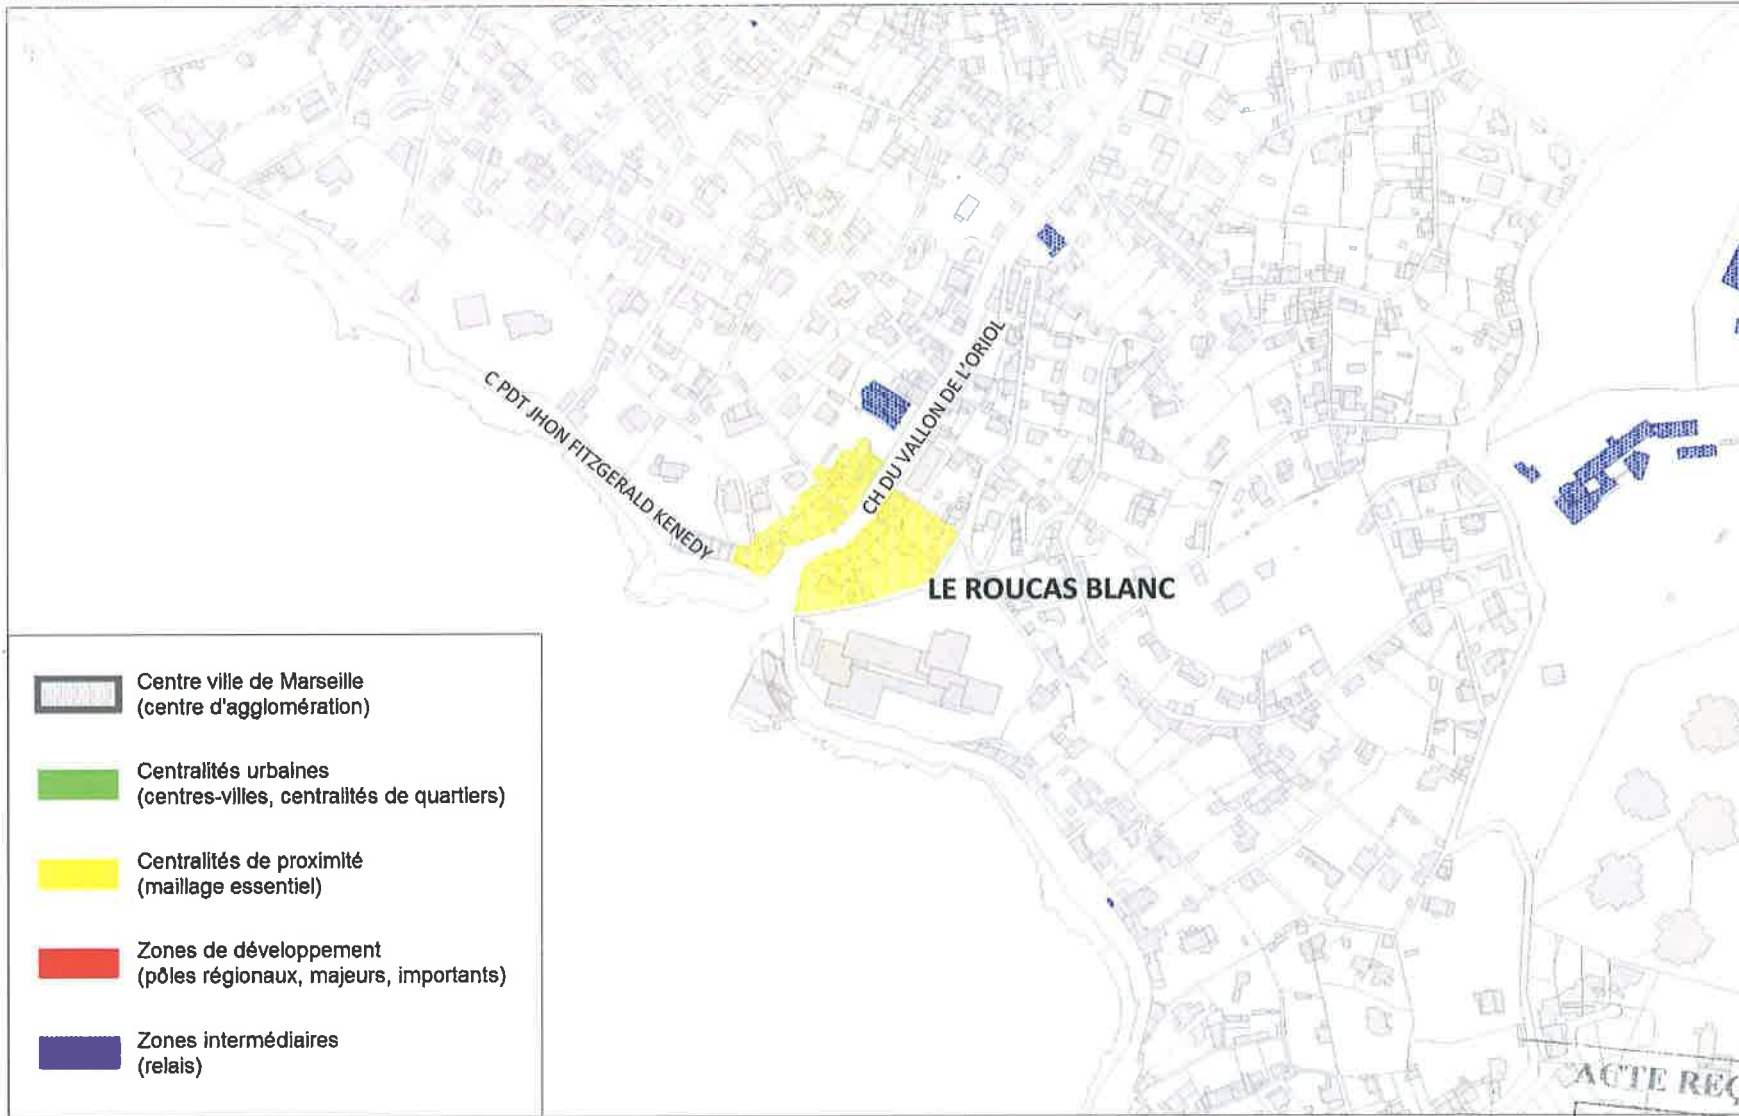 C PDT JHON FITZGERALD KENEDY
CH DU VALLON DE L'ORIOL
LE ROUCAS BLANC
Centre ville de Marseille
(centre d'agglomération)
Centralités urbaines
(centres-villes, centralités de quartiers)
Centralités de proximité
(maillage essentiel)
Zones de développement
(pôles régionaux, majeurs, importants)
Zones intermédiaires
(relais)
ACTE REÇ